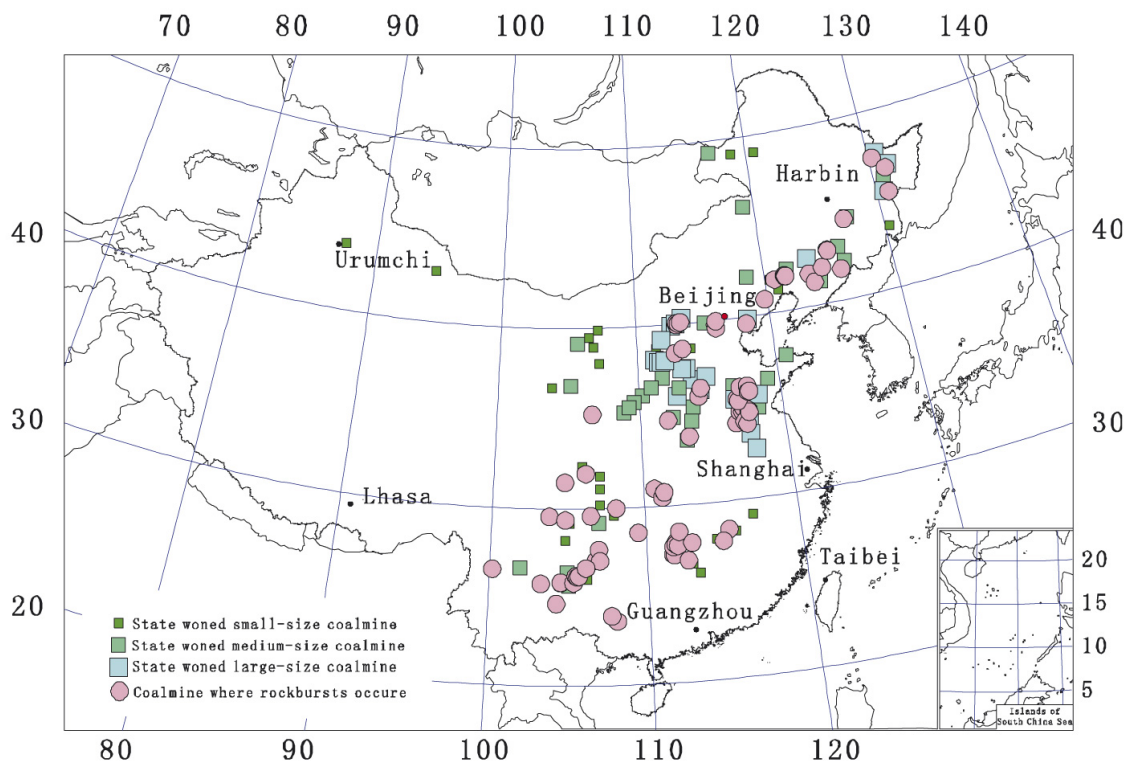 70 80 90 100 110 120 130 140
Harbin
40 40
Urumchi
Beijing
30 30
Shanghai
Lhasa
Taibei
20
15
10
5
20
Guangzhou
State woned small-size coalmine
State woned medium-size coalmine
State woned large-size coalmine
Coalmine where rockbursts occure
Islands of
South China Sea
80 90 100 110 120